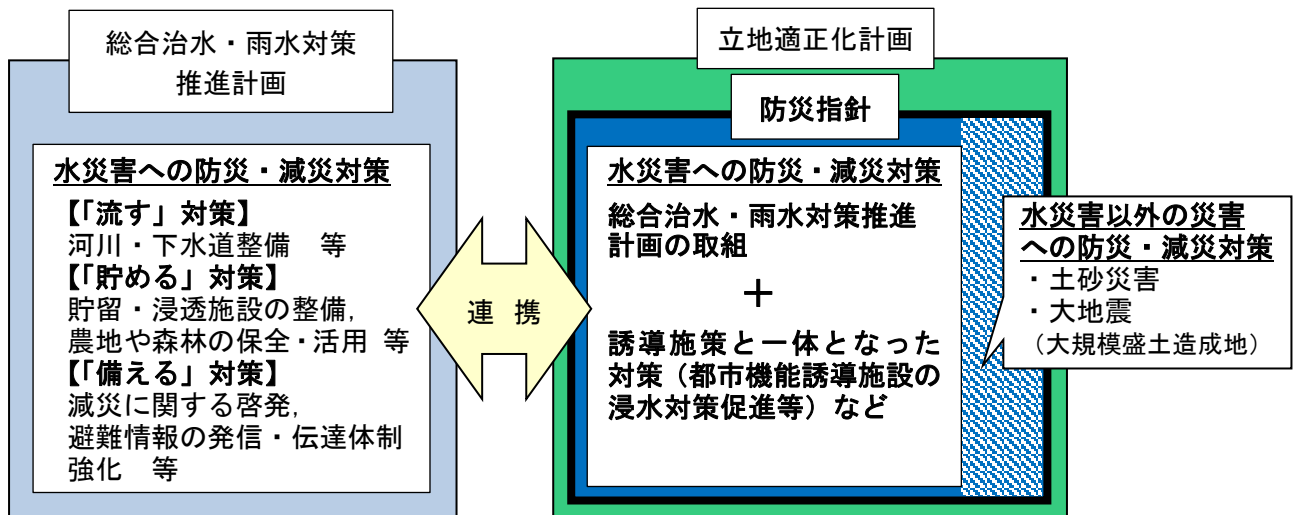 総合治水・雨水対策
推進計画
水災害への防災・減災対策
【「流す」対策】
河川・下水道整備　等
【「貯める」対策】
貯留・浸透施設の整備,
農地や森林の保全・活用 等
【「備える」対策】
減災に関する啓発,
避難情報の発信・伝達体制
強化　等
連 携
立地適正化計画
防災指針
水災害への防災・減災対策
総合治水・雨水対策推進
計画の取組
＋
誘導施策と一体となった
対策（都市機能誘導施設の
浸水対策促進等）など
水災害以外の災害
への防災・減災対策
・土砂災害
・大地震
（大規模盛土造成地）